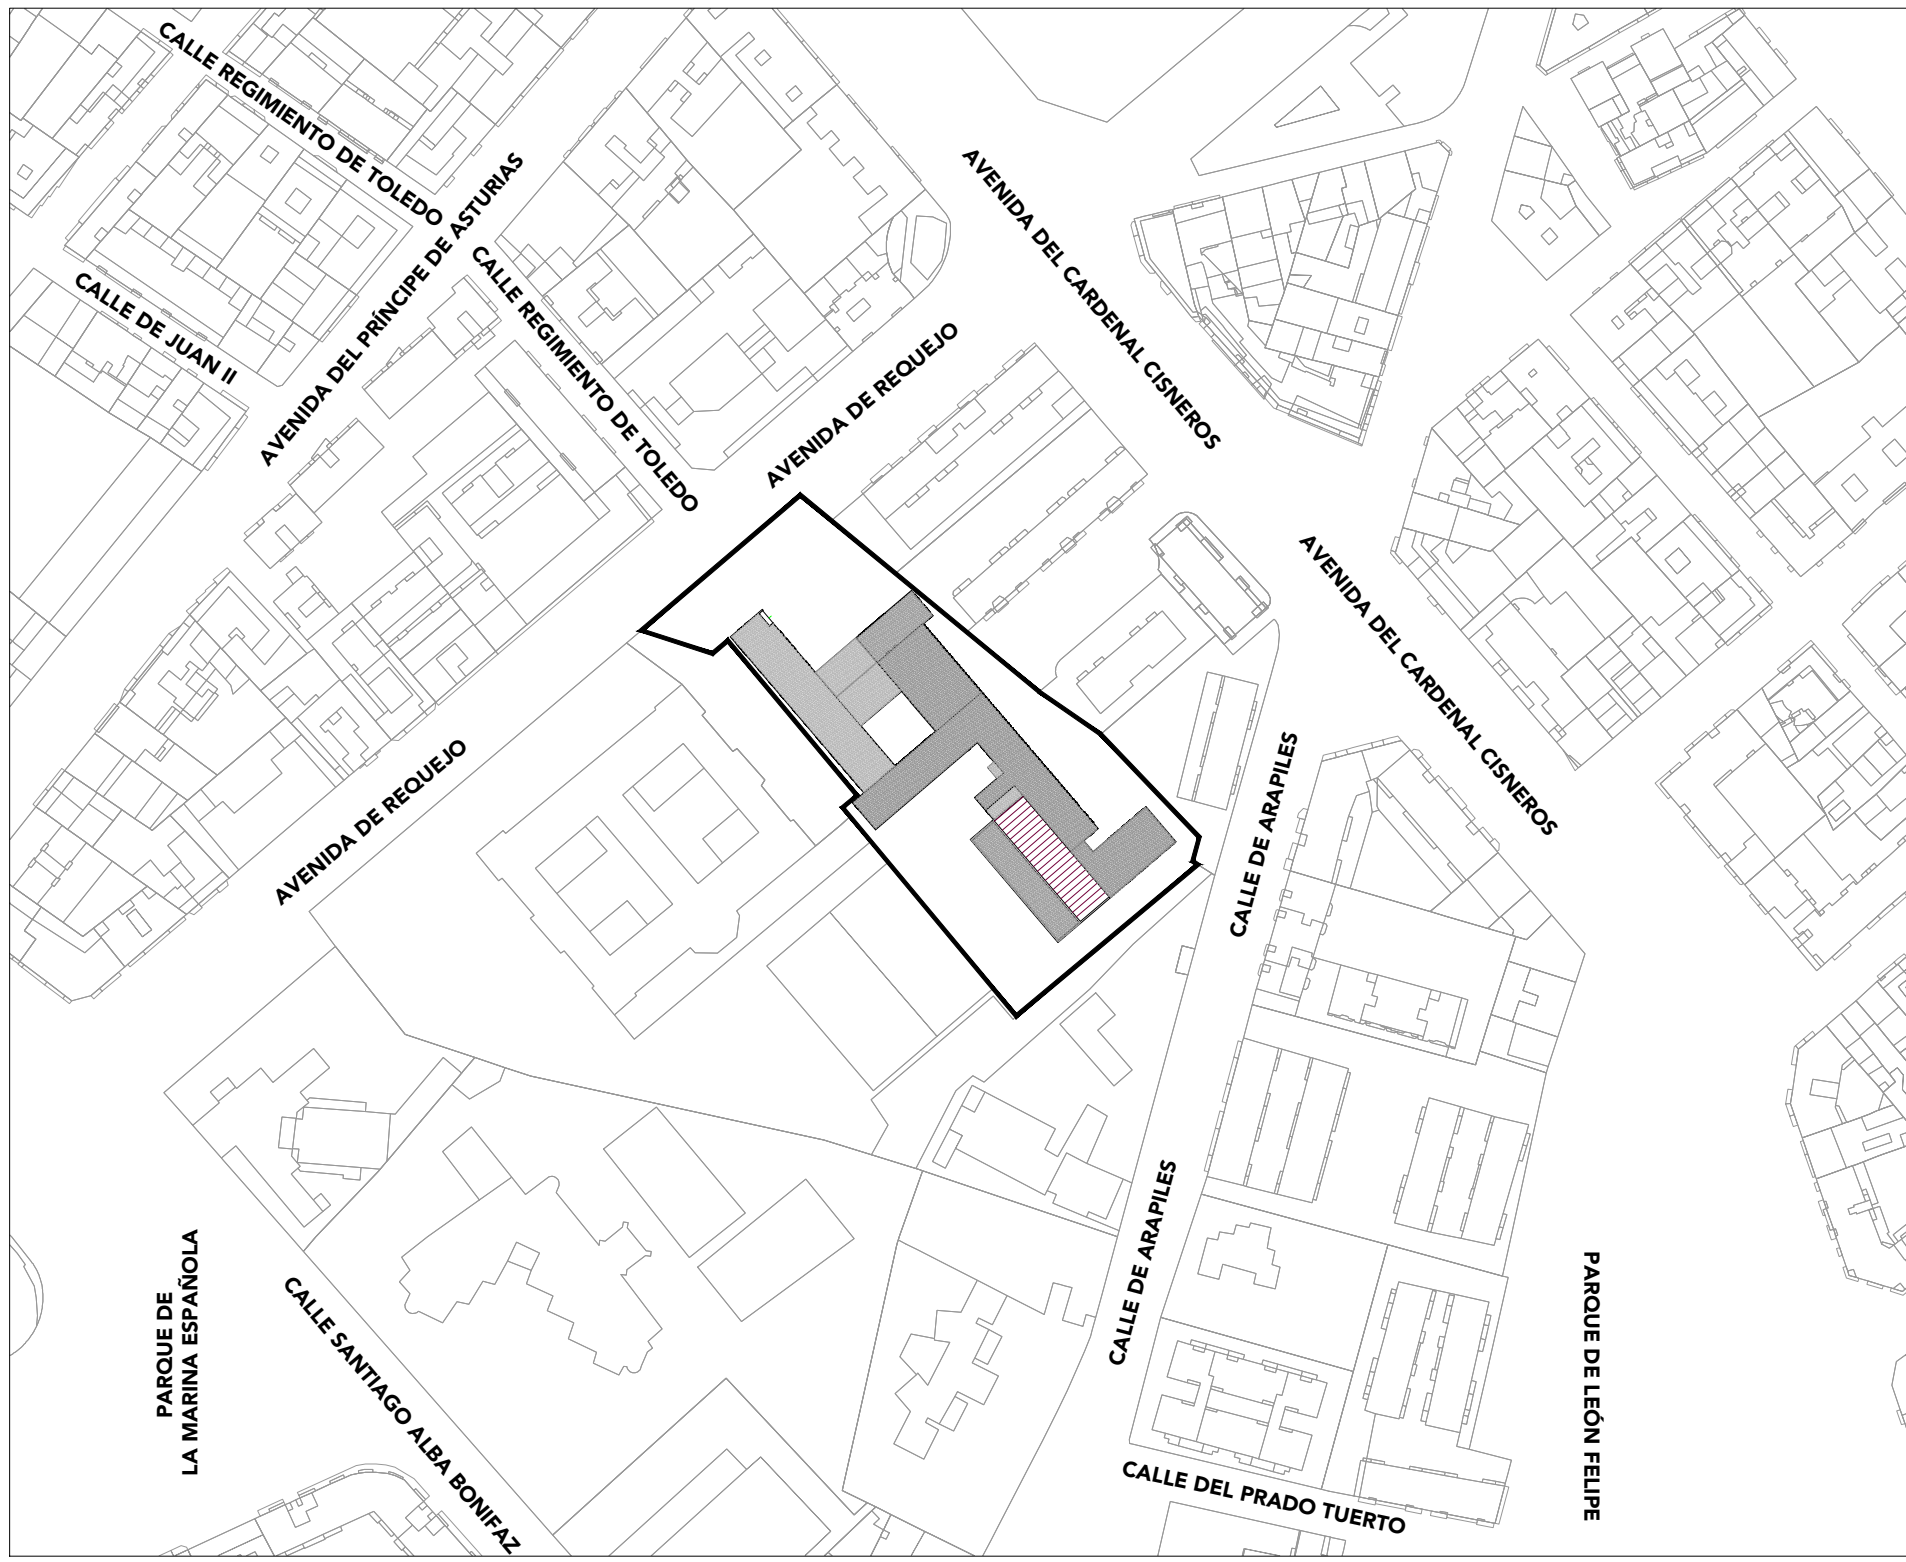 CALLE REGIMIENTO DE TOLEDO
AVENIDA DEL PRÍNCIPE DE ASTURIAS
CALLE DE JUAN II
CALLE REGIMIENTO DE TOLEDO
AVENIDA DEL CARDENAL CISNEROS
AVENIDA DE REQUEJO
AVENIDA DEL CARDENAL CISNEROS
AVENIDA DE REQUEJO
CALLE DE ARAPILES
CALLE DE ARAPILES
PARQUE DE
LA MARINA ESPAÑOLA
CALLE SANTIAGO ALBA BONIFAZ
PARQUE DE LEÓN FELIPE
CALLE DEL PRADO TUERTO